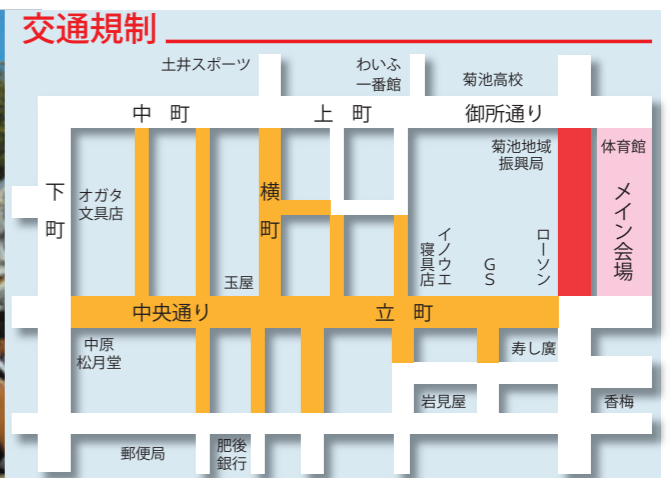 交通規制
土井スポーツ
わいふ
一番館
菊池高校
中 町
上 町
御所通り
菊池地域
振興局
体育館
メイン会場
下町
オガタ
文具店
横町
イノウエ
寝具店
GS
ローソン
玉屋
中央通り
立 町
中原
松月堂
寿し廣
岩見屋
香梅
郵便局
肥後
銀行